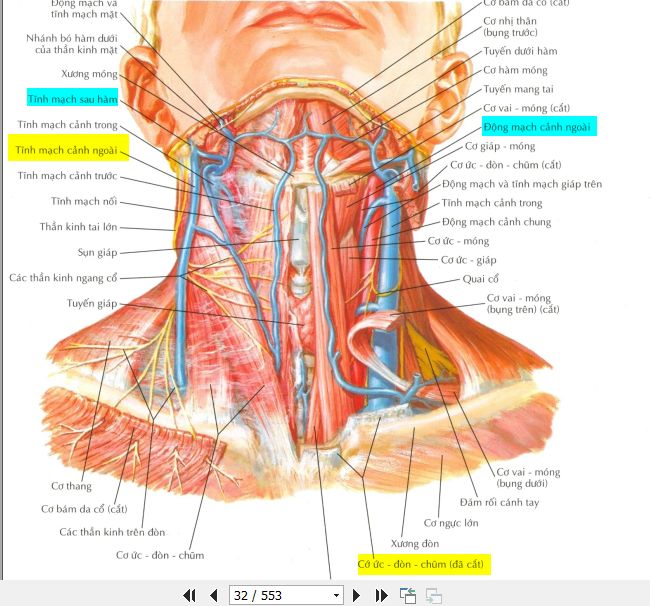 Động mạch và
tĩnh mạch mặt
Nhánh bó hàm dưới
của thần kinh mặt
Xương móng
Tĩnh mạch sau hàm
Tĩnh mạch cảnh trong
Tĩnh mạch cảnh ngoài
Tĩnh mạch cảnh trước
Tĩnh mạch nối
Thần kinh tai lớn
Sụn giáp
Các thần kinh ngang cổ
Tuyến giáp
Cơ thang
Cơ bám da cổ (cắt)
Các thần kinh trên đòn
Cơ ức - đòn - chũm
Cơ bám da cổ (cắt)
Cơ nhị thân
(bụng trước)
Tuyến dưới hàm
Cơ hàm móng
Tuyến mang tai
Cơ vai - móng (cắt)
Động mạch cảnh ngoài
Cơ giáp - móng
Cơ ức - đòn - chũm (cắt)
Động mạch và tĩnh mạch giáp trên
Tĩnh mạch cảnh trong
Động mạch cảnh chung
Cơ ức - móng
Cơ ức - giáp
Quai cổ
Cơ vai - móng
(bụng trên) (cắt)
Cơ vai - móng
(bụng dưới)
Đám rối cánh tay
Cơ ngực lớn
Xương đòn
Cơ ức - đòn - chũm (đã cắt)
32 / 553